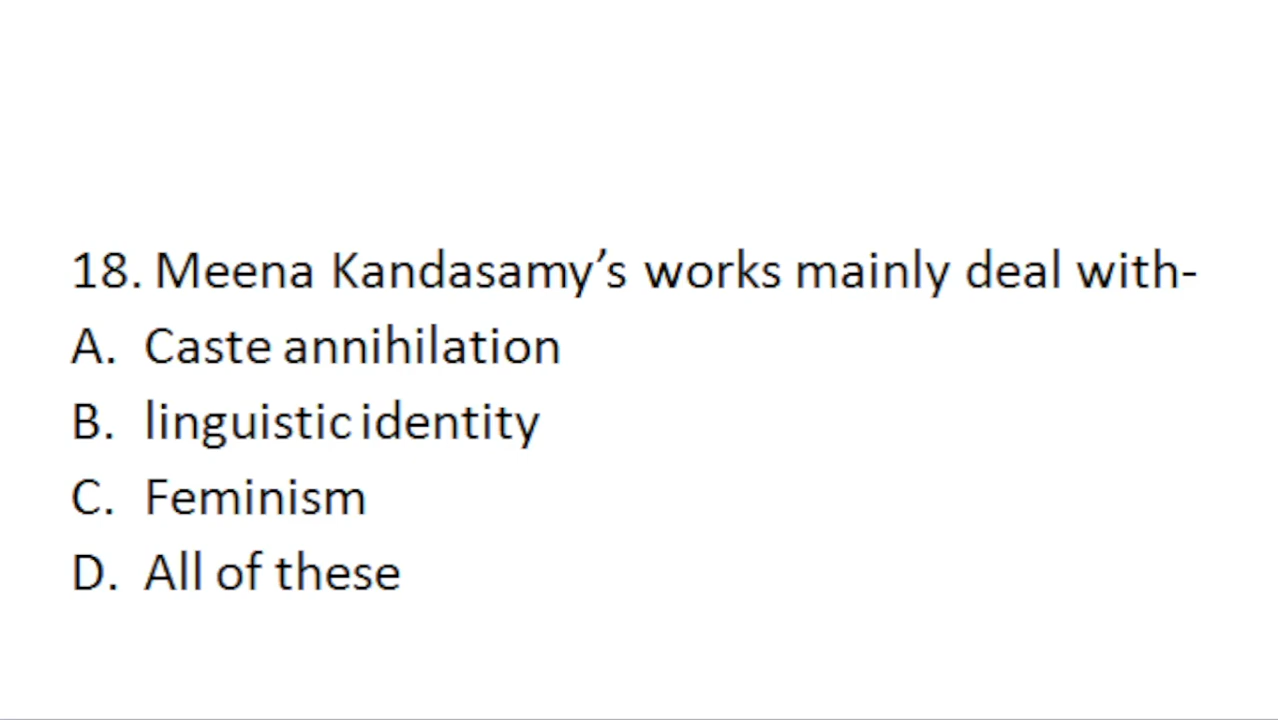 18. Meena Kandasamy’s works mainly deal with-
A. Caste annihilation
B. linguistic identity
C. Feminism
D. All of these